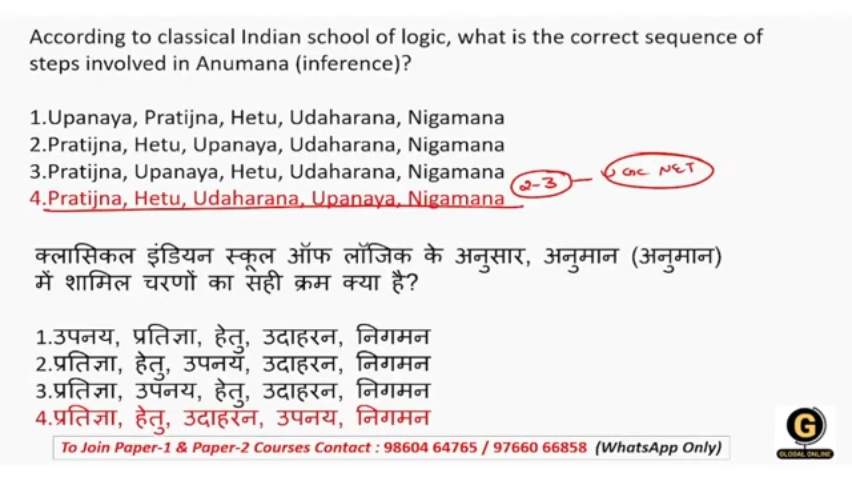 According to classical Indian school of logic, what is the correct sequence of
steps involved in Anumana (inference)?
1.Upanaya, Pratijna, Hetu, Udaharana, Nigamana
2.Pratijna, Hetu, Upanaya, Udaharana, Nigamana
3.Pratijna, Upanaya, Hetu, Udaharana, Nigamana
4.Pratijna, Hetu, Udaharana, Upanaya, Nigamana
2-3
UGC NET
क्लासिकल इंडियन स्कूल ऑफ लॉजिक के अनुसार, अनुमान (अनुमान)
में शामिल चरणों का सही क्रम क्या है?
1.उपनय, प्रतिज्ञा, हेतु, उदाहरन, निगमन
2.प्रतिज्ञा, हेतु, उपनय, उदाहरन, निगमन
3.प्रतिज्ञा, उपनय, हेतु, उदाहरन, निगमन
4.प्रतिज्ञा, हेतु, उदाहरन, उपनय, निगमन
To Join Paper-1 & Paper-2 Courses Contact : 98604 64765 / 97660 66858 (WhatsApp Only)
G
GLOBAL ONLINE